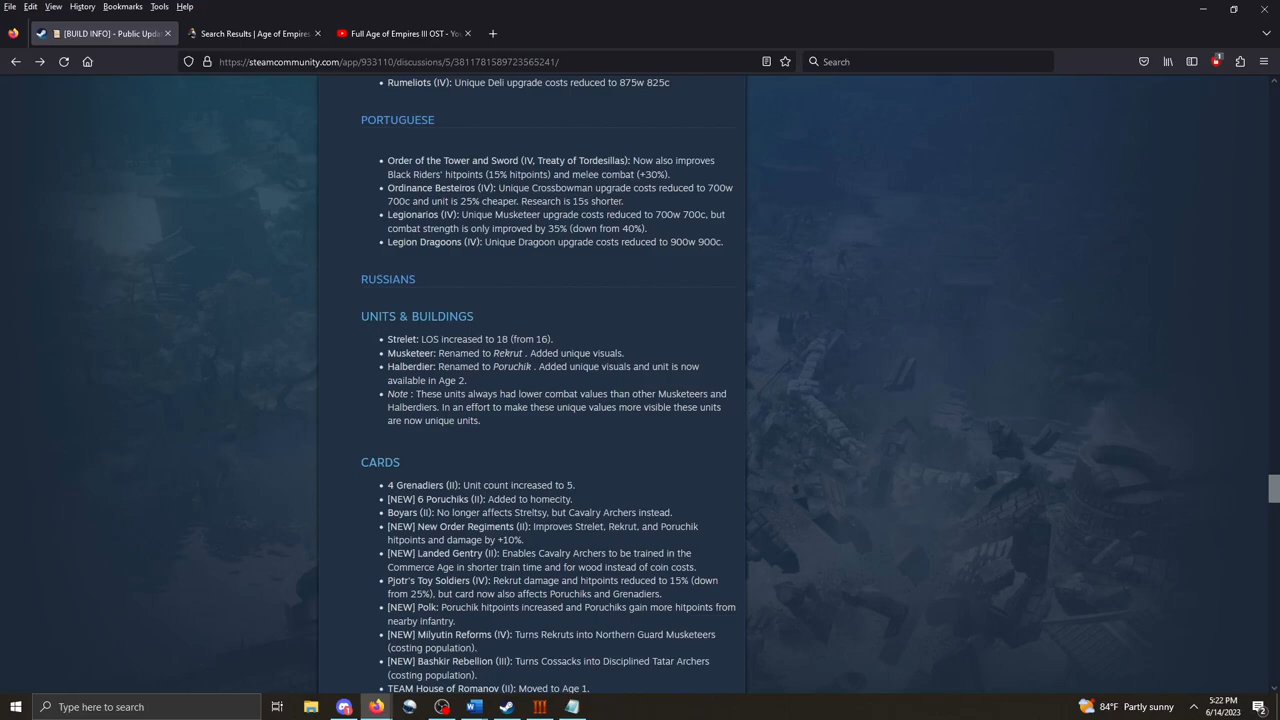 File Edit View History Bookmarks Tools Help
[BUILD INFO] - Public Upda
Search Results | Age of Empires
Full Age of Empires III OST - Yo
https://steamcommunity.com/app/933110/discussions/5/3811781589723565241/
Search
1
• Rumeliots (IV): Unique Deli upgrade costs reduced to 875w 825c
PORTUGUESE
• Order of the Tower and Sword (IV, Treaty of Tordesillas): Now also improves
Black Riders' hitpoints (15% hitpoints) and melee combat (+30%).
• Ordinance Besteiros (IV): Unique Crossbowman upgrade costs reduced to 700w
700c and unit is 25% cheaper. Research is 15s shorter.
• Legionarios (IV): Unique Musketeer upgrade costs reduced to 700w 700c, but
combat strength is only improved by 35% (down from 40%).
• Legion Dragoons (IV): Unique Dragoon upgrade costs reduced to 900w 900c.
RUSSIANS
UNITS & BUILDINGS
• Strelet: LOS increased to 18 (from 16).
• Musketeer: Renamed to Rekrut . Added unique visuals.
• Halberdier: Renamed to Poruchik . Added unique visuals and unit is now
available in Age 2.
• Note : These units always had lower combat values than other Musketeers and
Halberdiers. In an effort to make these unique values more visible these units
are now unique units.
CARDS
• 4 Grenadiers (II): Unit count increased to 5.
• [NEW] 6 Poruchiks (II): Added to homecity.
• Boyars (II): No longer affects Streltsy, but Cavalry Archers instead.
• [NEW] New Order Regiments (II): Improves Strelet, Rekrut, and Poruchik
hitpoints and damage by +10%.
• [NEW] Landed Gentry (II): Enables Cavalry Archers to be trained in the
Commerce Age in shorter train time and for wood instead of coin costs.
• Pjotr's Toy Soldiers (IV): Rekrut damage and hitpoints reduced to 15% (down
from 25%), but card now also affects Poruchiks and Grenadiers.
• [NEW] Polk: Poruchik hitpoints increased and Poruchiks gain more hitpoints from
nearby infantry.
• [NEW] Milyutin Reforms (IV): Turns Rekruts into Northern Guard Musketeers
(costing population).
• [NEW] Bashkir Rebellion (III): Turns Cossacks into Disciplined Tatar Archers
(costing population).
• TEAM House of Romanov (II): Moved to Age 1.
Type here to search
84°F Partly sunny
5:22 PM
6/14/2023
2